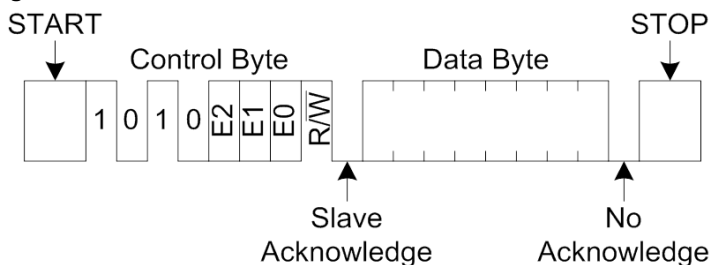 START STOP
Control Byte Data Byte
1 0 1 0 E2 E1 E0 R/W̅
Slave Acknowledge
No Acknowledge